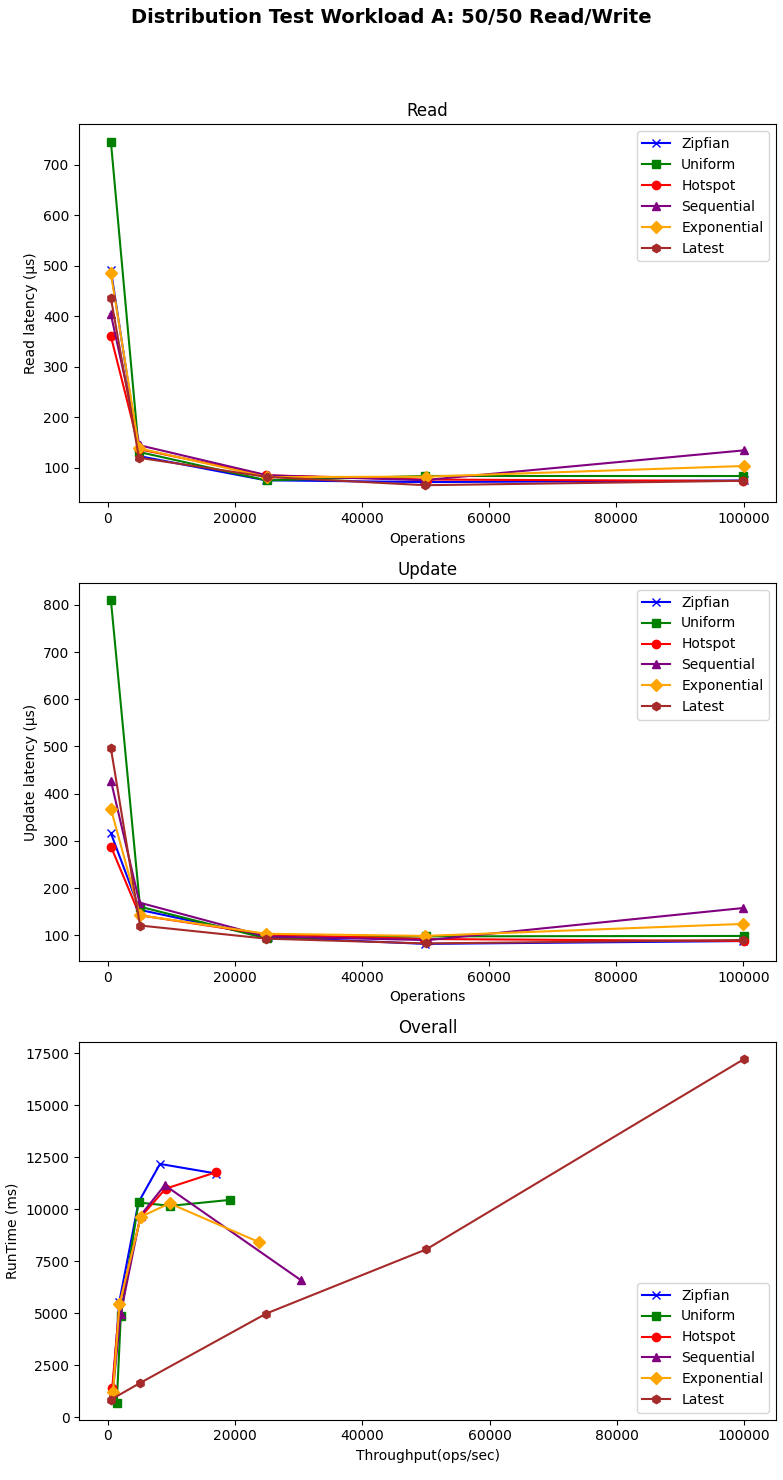 Distribution Test Workload A: 50/50 Read/Write
Read
700
600
500
400
300
200
100
Read latency (µs)
Zipfian
Uniform
Hotspot
Sequential
Exponential
Latest
0 20000 40000 60000 80000 100000
Operations
Update
800
700
600
500
400
300
200
100
Update latency (µs)
Zipfian
Uniform
Hotspot
Sequential
Exponential
Latest
0 20000 40000 60000 80000 100000
Operations
Overall
17500
15000
12500
10000
7500
5000
2500
0
RunTime (ms)
Zipfian
Uniform
Hotspot
Sequential
Exponential
Latest
0 20000 40000 60000 80000 100000
Throughput(ops/sec)